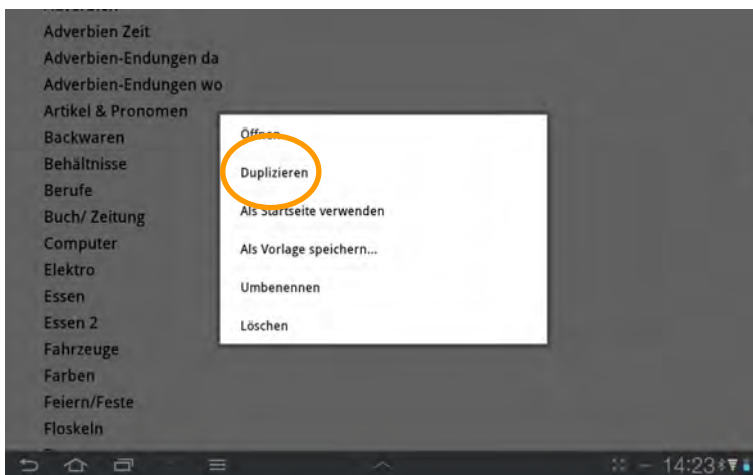 Adverbien Zeit
Adverbien-Endungen da
Adverbien-Endungen wo
Artikel & Pronomen
Backwaren
Behältnisse
Berufe
Buch/ Zeitung
Computer
Elektro
Essen
Essen 2
Fahrzeuge
Farben
Feiern/Feste
Floskeln
Öffnen
Duplizieren
Als Startseite verwenden
Als Vorlage speichern...
Umbenennen
Löschen
14:23